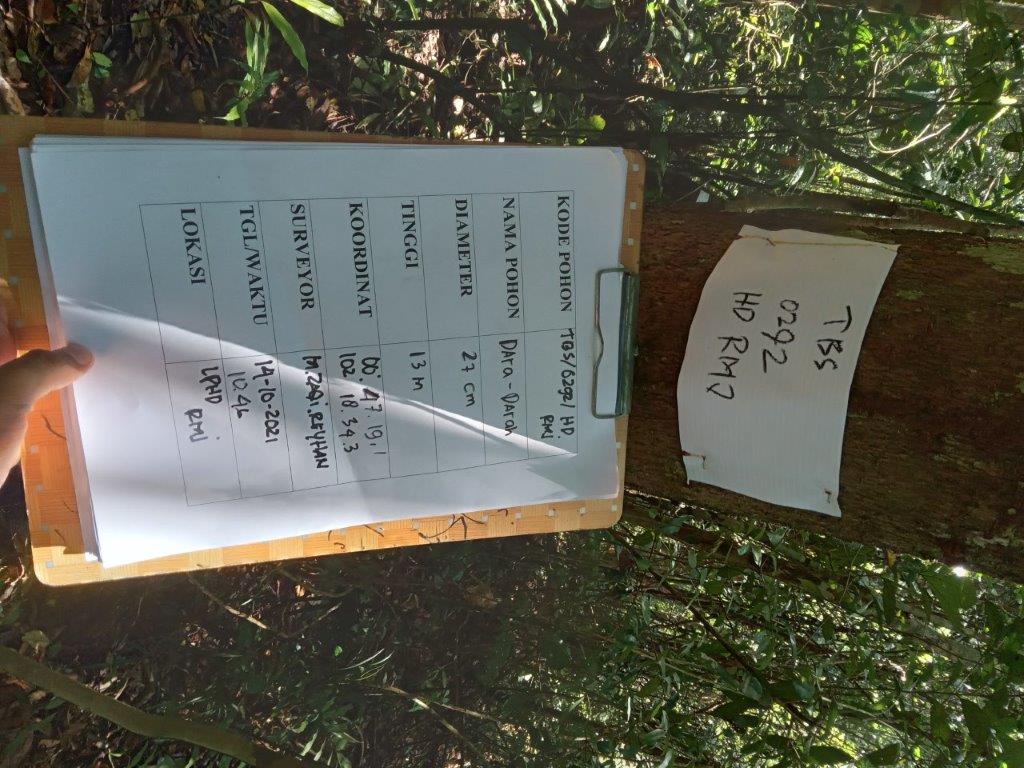 TBS
0292
HD RMJ
KODE POHON TBS/0292/ HD.
RMJ
NAMA POHON DAra-DArah
DIAMETER 27 cm
TINGGI 13 M
KOORDINAT 00°. 47. 19,1
102. 18. 34.3
SURVEYOR M.ZAQI.REYHAN
TGL/WAKTU 14-10-2021
10.46
LOKASI LPHD
RMJ